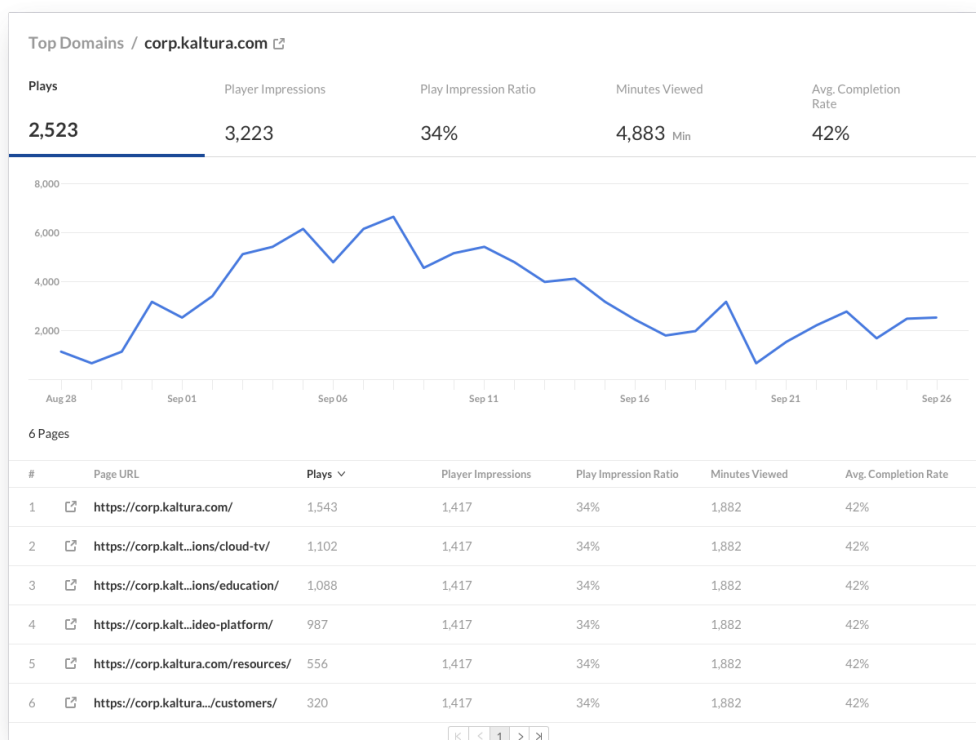 Top Domains / corp.kaltura.com
Plays Player Impressions Play Impression Ratio Minutes Viewed Avg. Completion
Rate
2,523 3,223 34% 4,883 Min 42%
8,000
6,000
4,000
2,000
Aug 28 Sep 01 Sep 06 Sep 11 Sep 16 Sep 21 Sep 26
6 Pages
# Page URL Plays Player Impressions Play Impression Ratio Minutes Viewed Avg. Completion Rate
1 https://corp.kaltura.com/ 1,543 1,417 34% 1,882 42%
2 https://corp.kalt...ions/cloud-tv/ 1,102 1,417 34% 1,882 42%
3 https://corp.kalt...ions/education/ 1,088 1,417 34% 1,882 42%
4 https://corp.kalt...ideo-platform/ 987 1,417 34% 1,882 42%
5 https://corp.kaltura.com/resources/ 556 1,417 34% 1,882 42%
6 https://corp.kaltura.../customers/ 320 1,417 34% 1,882 42%
1